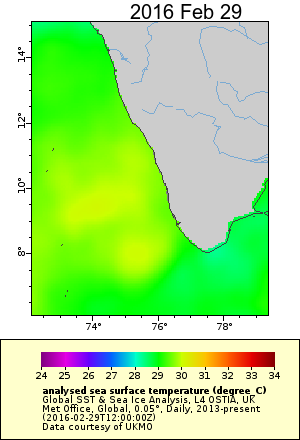 2016 Feb 29
14°
12°
10°
8°
74° 76° 78°
24 25 26 27 28 29 30 31 32 33 34
analysed sea surface temperature (degree_C)
Global SST & Sea Ice Analysis, L4 OSTIA, UK
Met Office, Global, 0.05°, Daily, 2013-present
(2016-02-29T12:00:00Z)
Data courtesy of UKMO